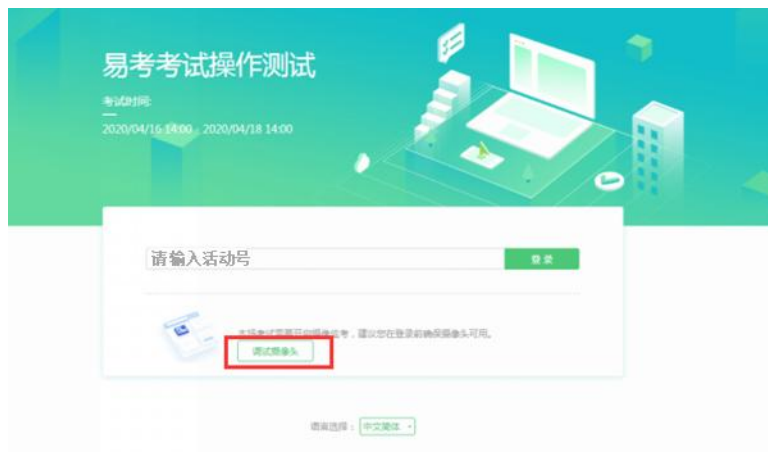 易考考试操作测试
考试时间:
2020/04/16 14:00 - 2020/04/18 14:00
请输入活动号
登录
本场考试需要开启摄像监考，建议您在登录前确保摄像头可用。
调试摄像头
语言选择： 中文简体